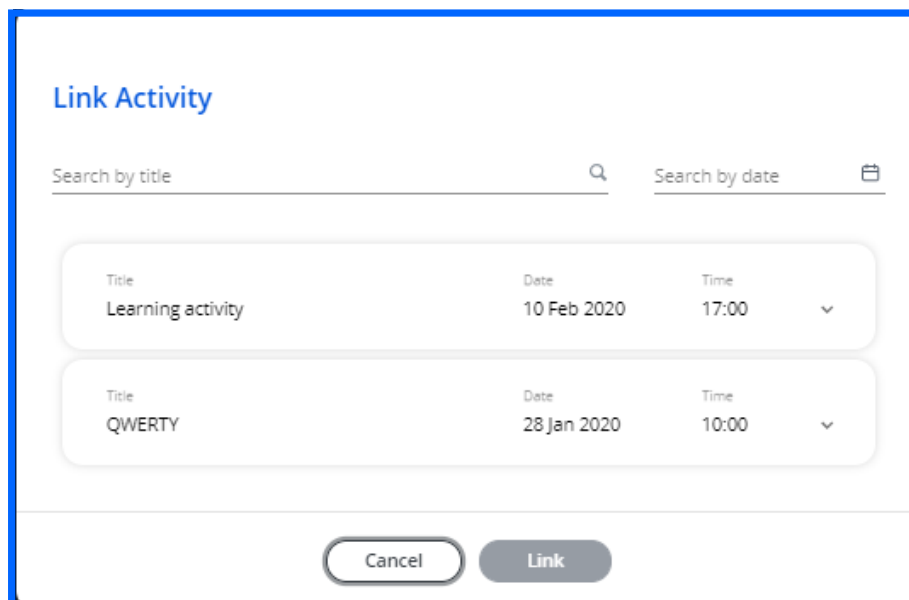 Link Activity
Search by title Search by date
Title Date Time
Learning activity 10 Feb 2020 17:00
Title Date Time
QWERTY 28 Jan 2020 10:00
Cancel Link